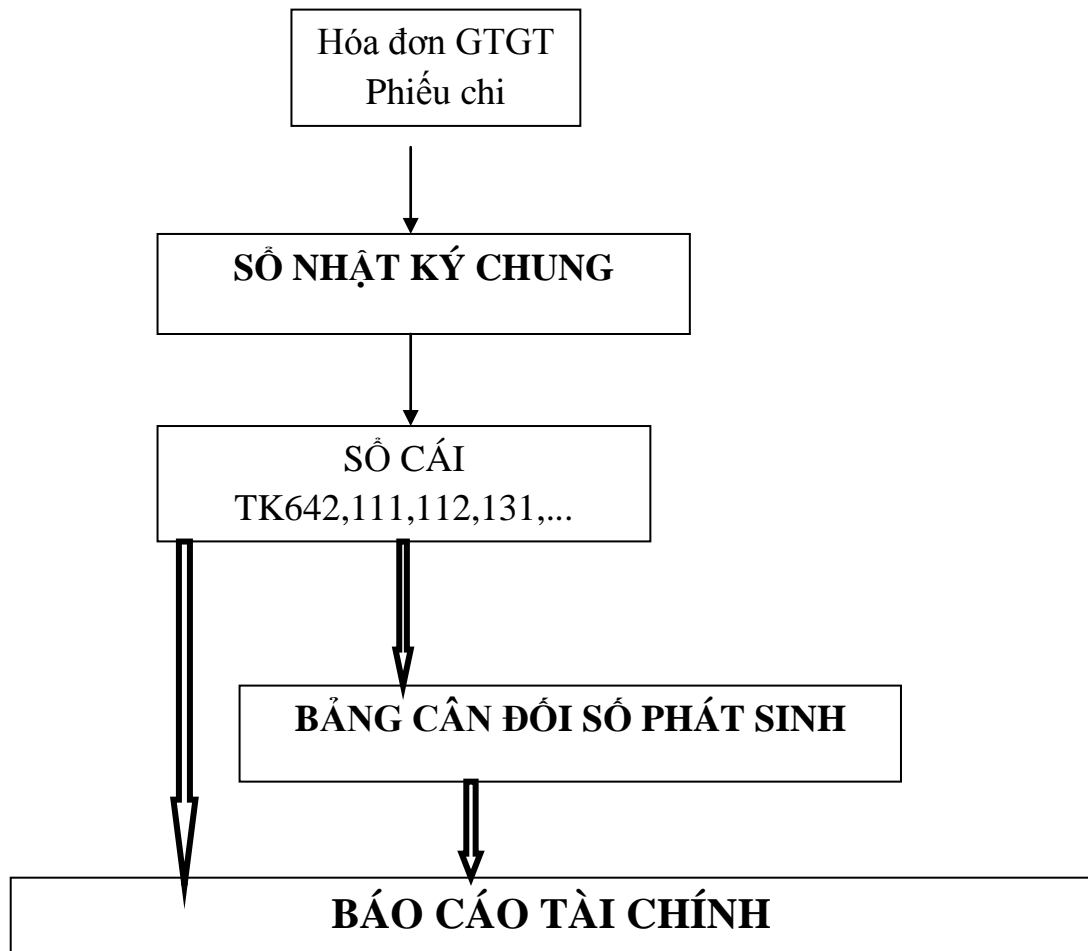 Hóa đơn GTGT
Phiếu chi
SỔ NHẬT KÝ CHUNG
SỔ CÁI
TK642,111,112,131,...
BẢNG CÂN ĐỐI SỐ PHÁT SINH
BÁO CÁO TÀI CHÍNH